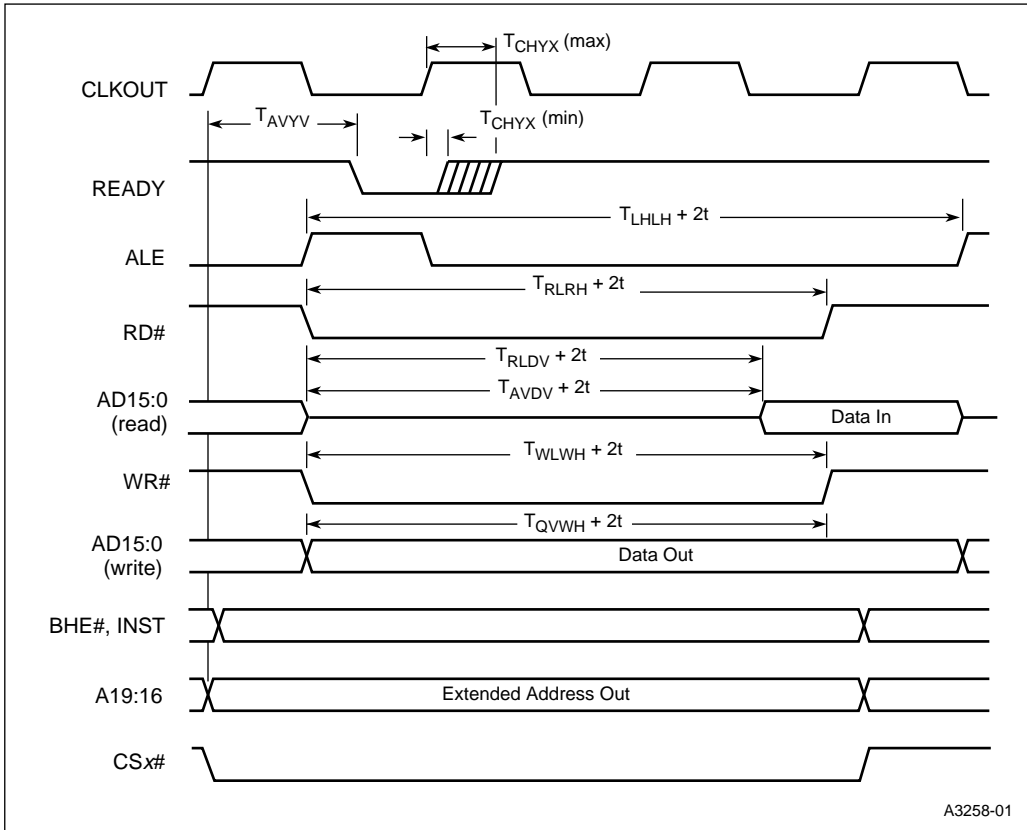 T_CHYX (max)
CLKOUT
T_AVYV
T_CHYX (min)
READY
T_LHLH + 2t
ALE
T_RLRH + 2t
RD#
T_RLDV + 2t
T_AVDV + 2t
AD15:0
(read)
Data In
T_WLWH + 2t
WR#
T_QVWH + 2t
AD15:0
(write)
Data Out
BHE#, INST
A19:16
Extended Address Out
CSx#
A3258-01